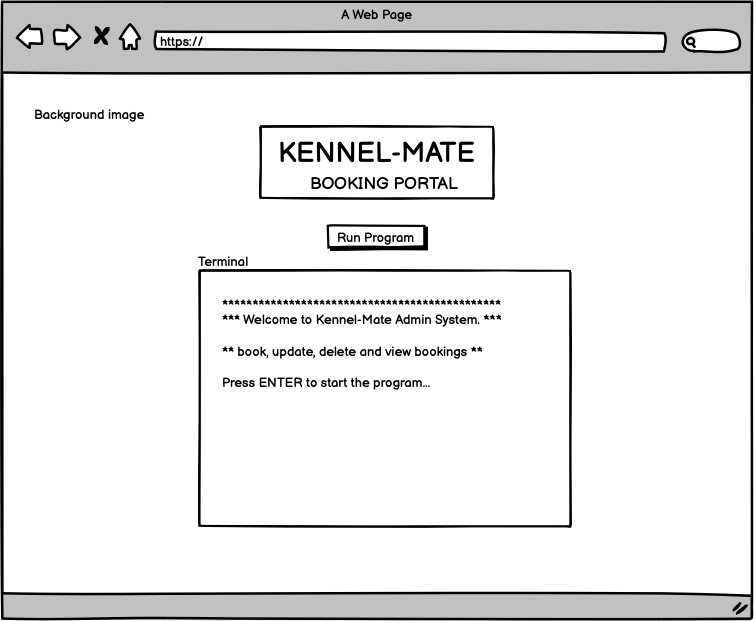 A Web Page
https://
Background image
KENNEL-MATE
BOOKING PORTAL
Run Program
Terminal
**********************************************
*** Welcome to Kennel-Mate Admin System. ***
** book, update, delete and view bookings **
Press ENTER to start the program...